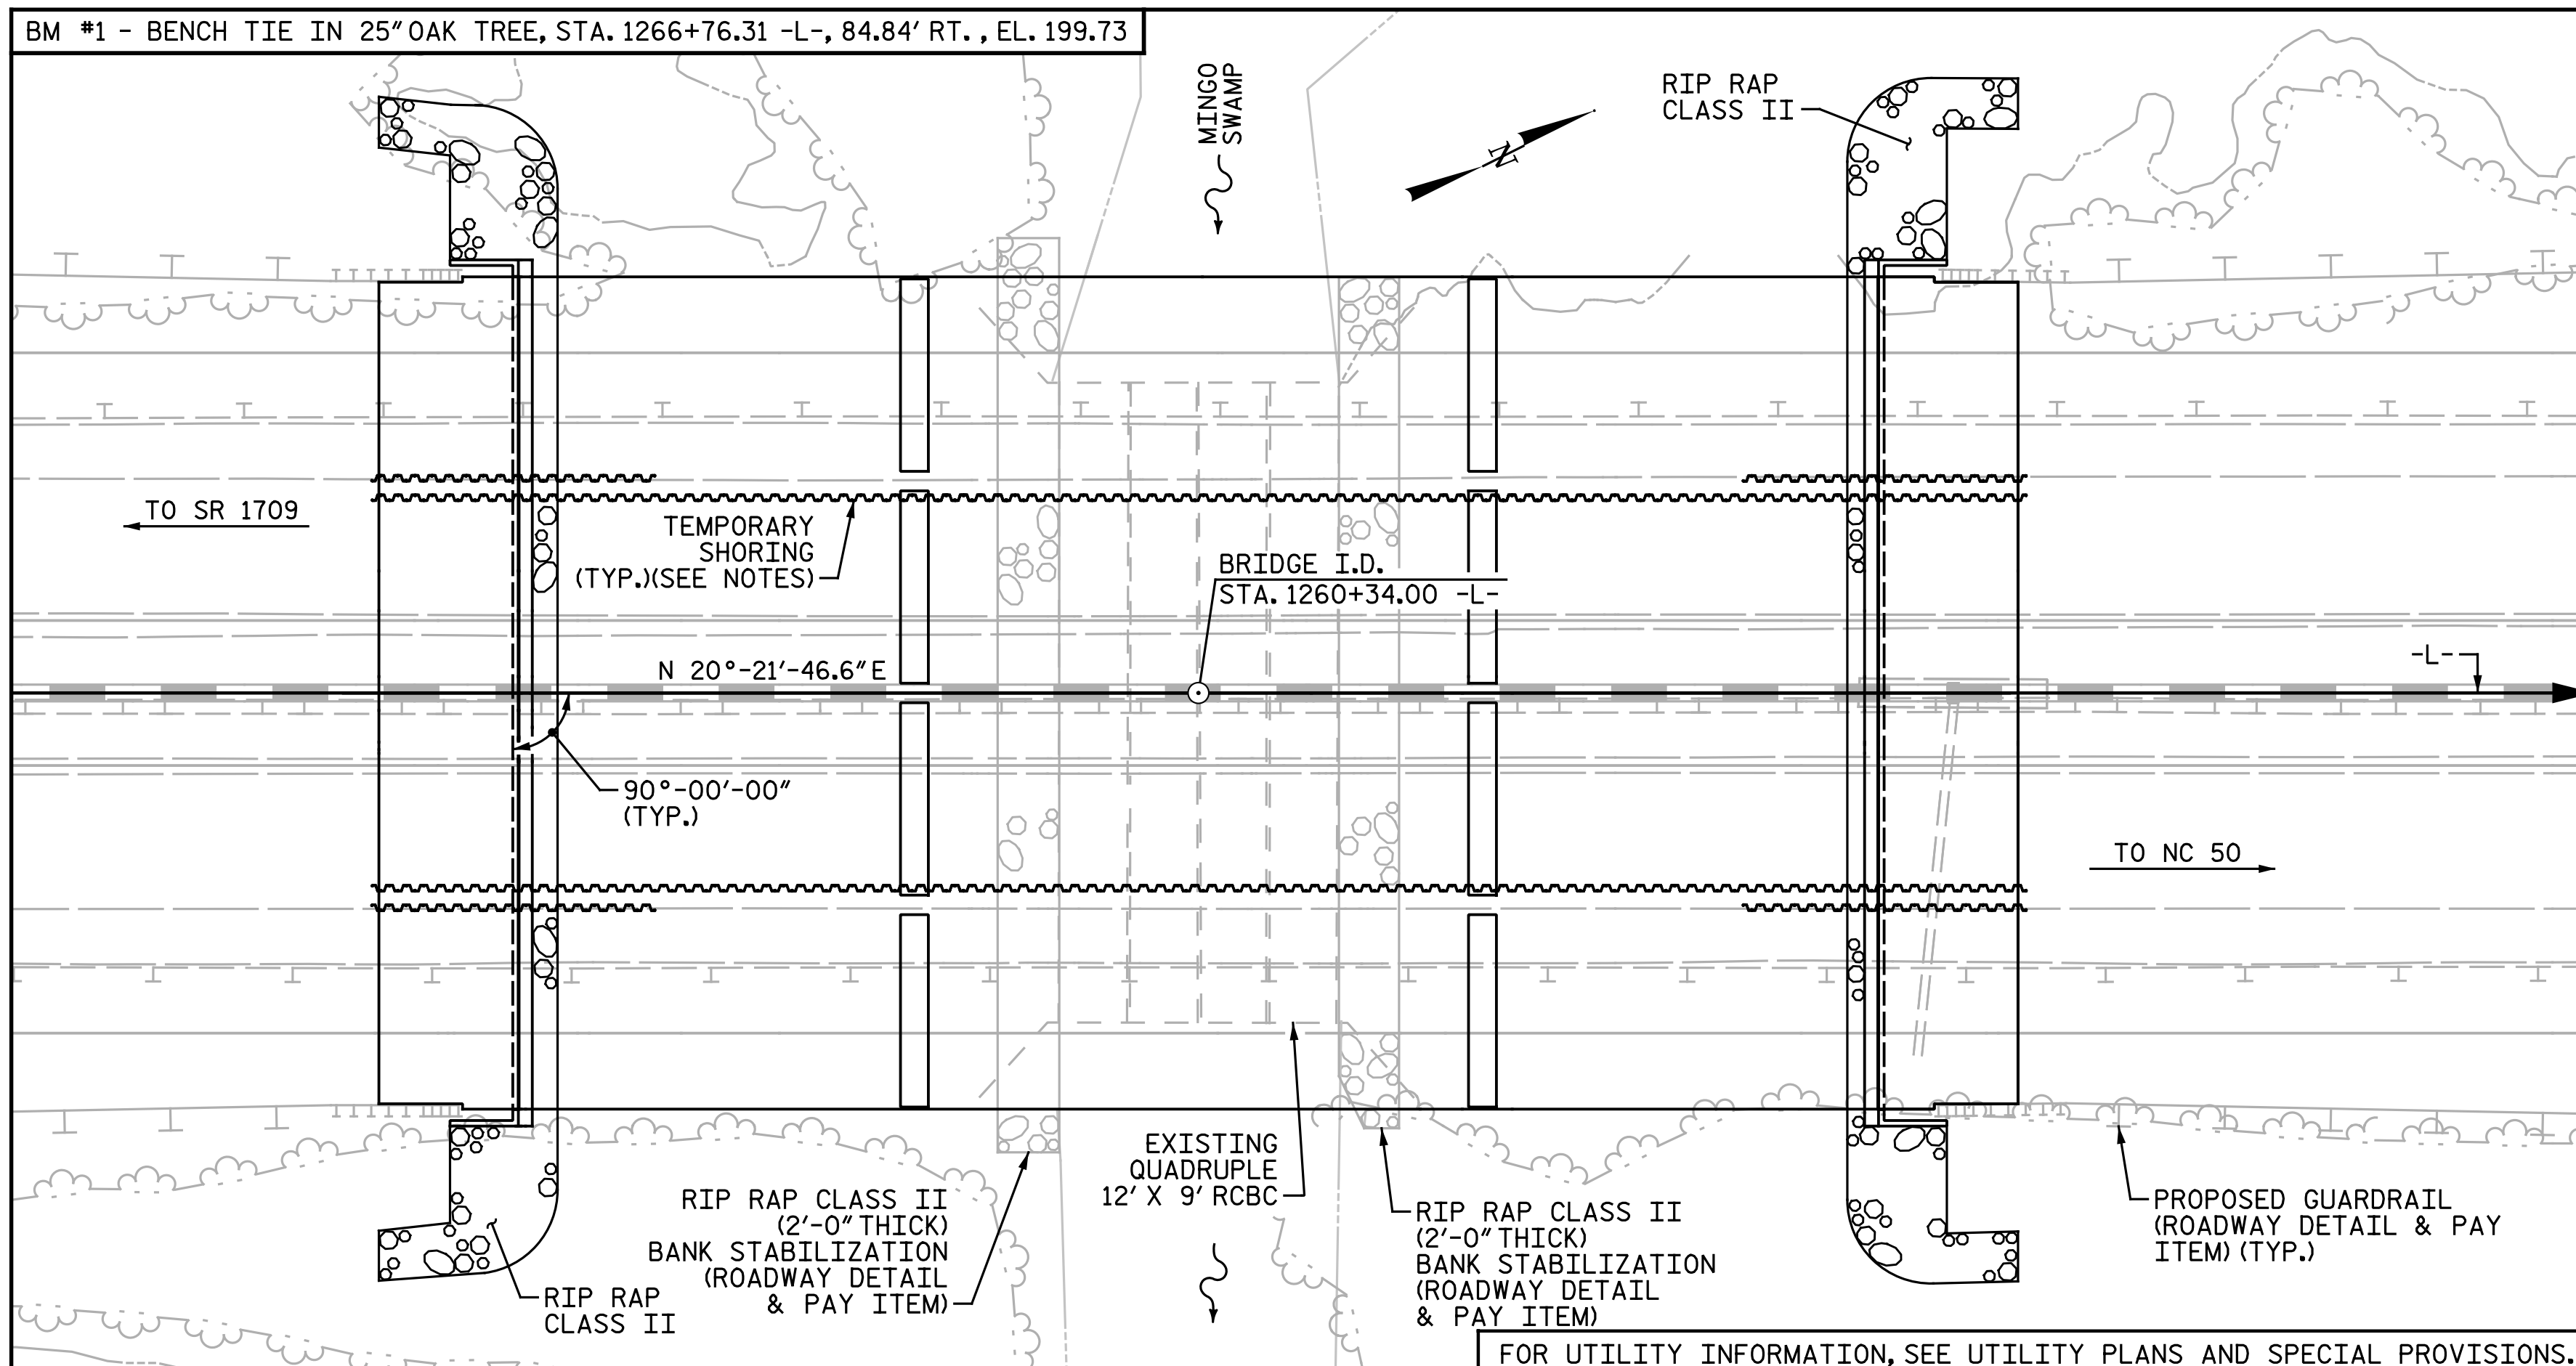 BM #1 - BENCH TIE IN 25" OAK TREE, STA. 1266+76.31 -L-, 84.84' RT., EL. 199.73
MINGO
SWAMP
N
RIP RAP
CLASS II
TO SR 1709
TEMPORARY
SHORING
(TYP.)(SEE NOTES)
BRIDGE I.D.
STA. 1260+34.00 -L-
N 20°-21'-46.6" E
-L-
90°-00'-00"
(TYP.)
TO NC 50
EXISTING
QUADRUPLE
12' X 9' RCBC
RIP RAP CLASS II
(2'-0" THICK)
BANK STABILIZATION
(ROADWAY DETAIL
& PAY ITEM)
RIP RAP
CLASS II
RIP RAP CLASS II
(2'-0" THICK)
BANK STABILIZATION
(ROADWAY DETAIL
& PAY ITEM)
PROPOSED GUARDRAIL
(ROADWAY DETAIL & PAY
ITEM) (TYP.)
FOR UTILITY INFORMATION, SEE UTILITY PLANS AND SPECIAL PROVISIONS.